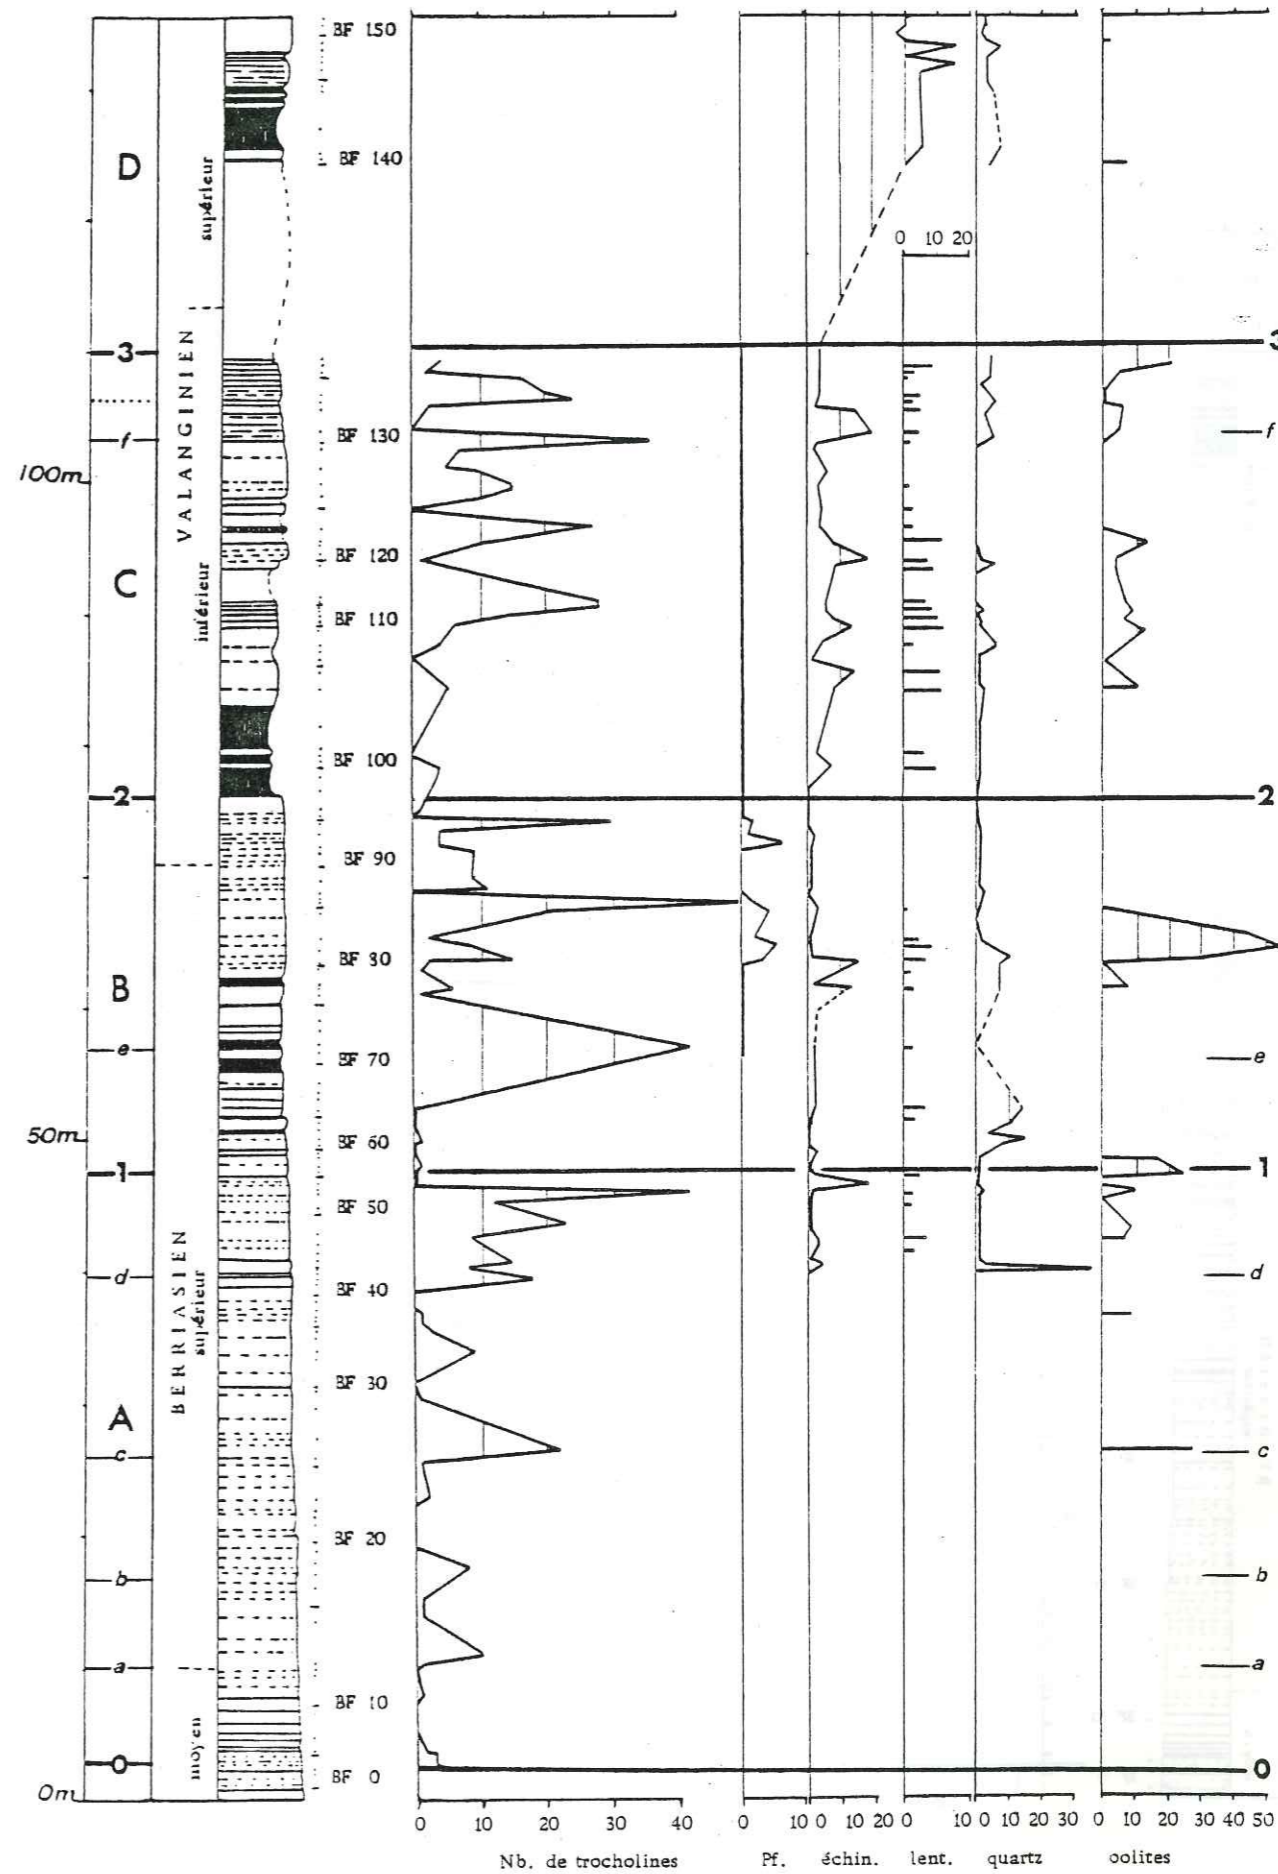 BF 150
BF 140
D
supérieur
0 10 20
3
3
VALANGINIEN
f
BF 130
f
100m
BF 120
C
inférieur
BF 110
BF 100
2
2
BF 90
BF 80
B
e
BF 70
e
50m
BF 60
1
1
BF 50
BERRIASIEN
supérieur
d
BF 40
d
BF 30
A
c
c
BF 20
b
b
a
a
BF 10
moyen
0
0
BF 0
0m
0 10 20 30 40
0 10 0 10 20 0 10 0 10 20 30 0 10 20 30 40 50
Nb. de trocholines Pf. échin. lent. quartz oolites